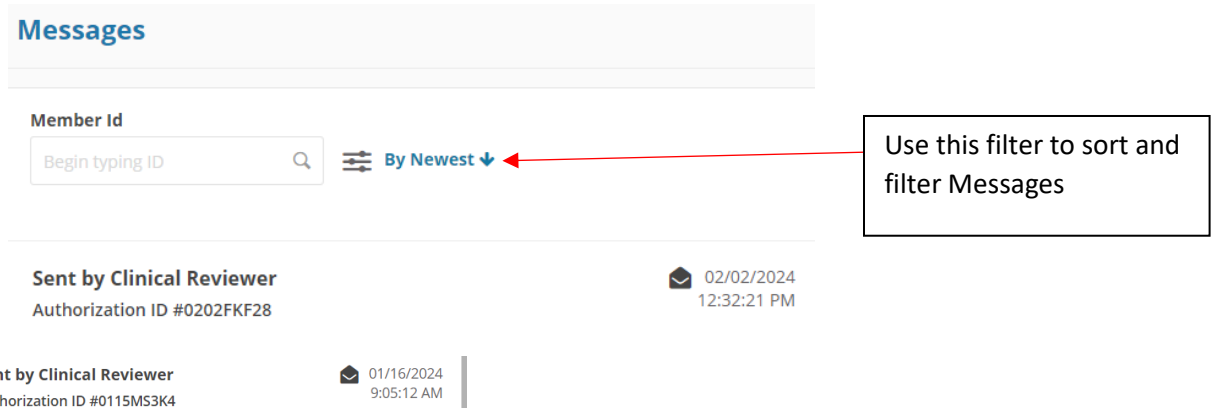 Messages
Member Id
Begin typing ID
By Newest
Use this filter to sort and
filter Messages
Sent by Clinical Reviewer
02/02/2024
Authorization ID #0202FKF28
12:32:21 PM
nt by Clinical Reviewer
01/16/2024
horization ID #0115MS3K4
9:05:12 AM